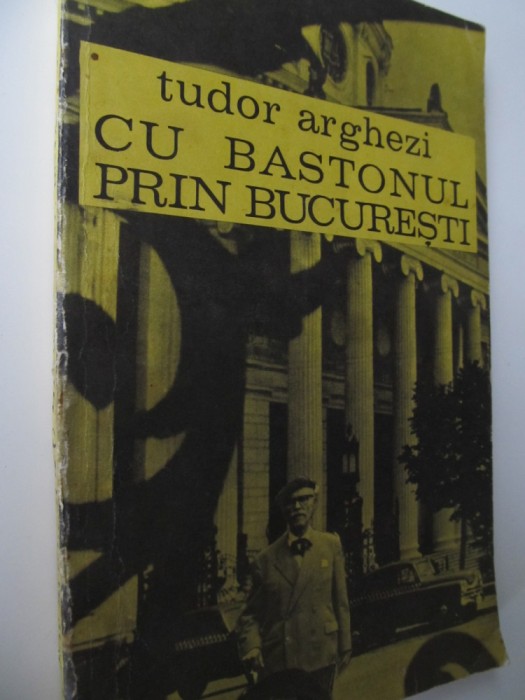 tudor arghezi
CU BASTONUL
PRIN BUCUREȘTI